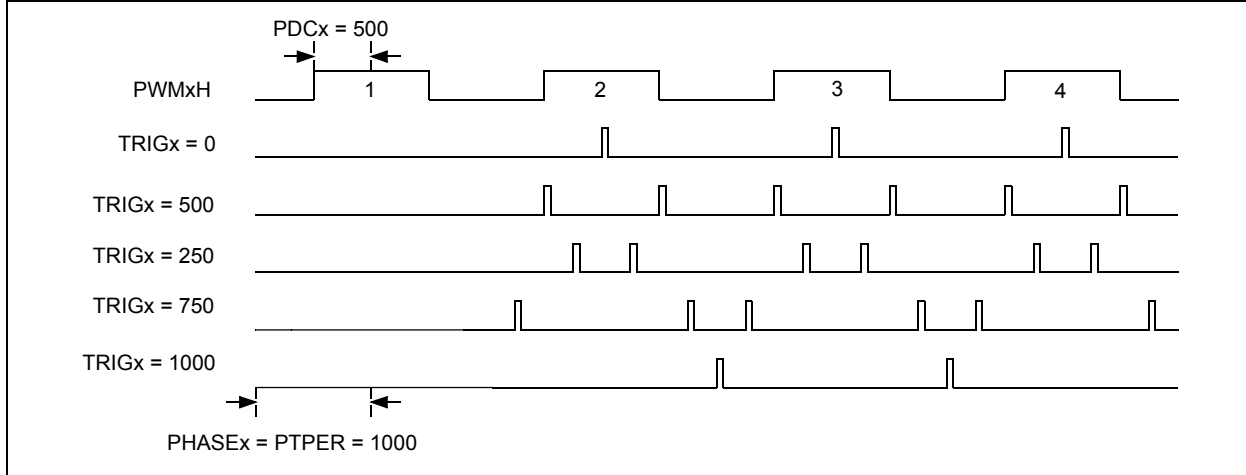 PDCx = 500
PWMxH
1
2
3
4
TRIGx = 0
TRIGx = 500
TRIGx = 250
TRIGx = 750
TRIGx = 1000
PHASEx = PTPER = 1000